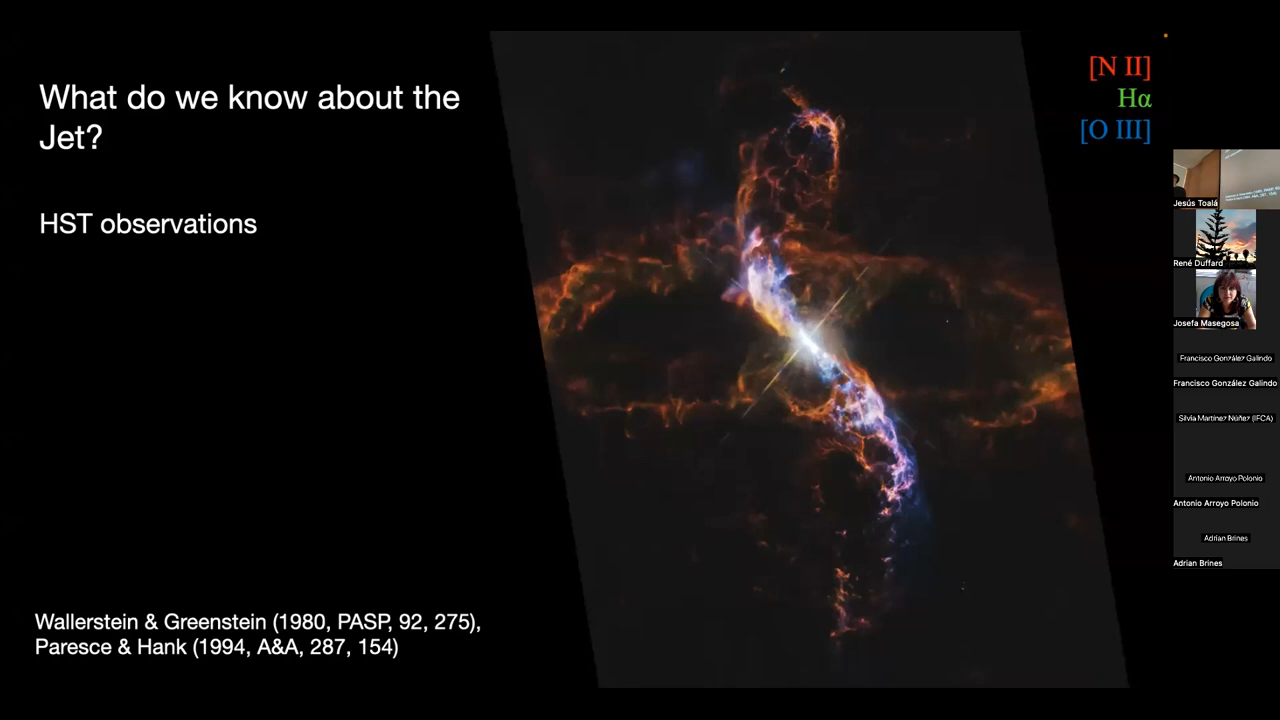 What do we know about the
Jet?
HST observations
Wallerstein & Greenstein (1980, PASP, 92, 275),
Paresce & Hank (1994, A&A, 287, 154)
[N II]
Hα
[O III]
Jesús Toalá
René Duffard
Josefa Masegosa
Francisco González Galindo
Francisco González Galindo
Silvia Martínez Núñez (IFCA)
Antonio Arroyo Polonio
Antonio Arroyo Polonio
Adrian Brines
Adrian Brines